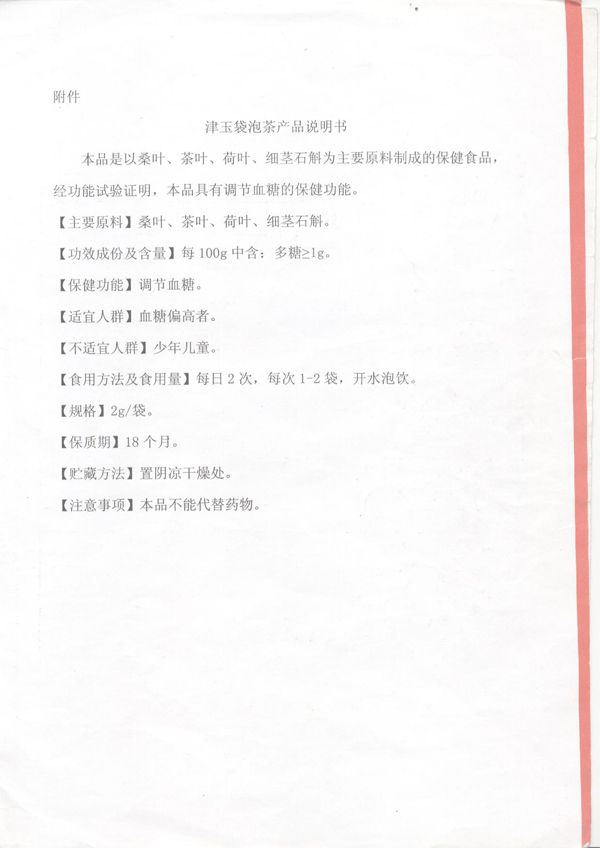 附件
津玉袋泡茶产品说明书
本品是以桑叶、茶叶、荷叶、细茎石斛为主要原料制成的保健食品，
经功能试验证明，本品具有调节血糖的保健功能。
【主要原料】桑叶、茶叶、荷叶、细茎石斛。
【功效成份及含量】每 100g 中含：多糖≥1g。
【保健功能】调节血糖。
【适宜人群】血糖偏高者。
【不适宜人群】少年儿童。
【食用方法及食用量】每日 2 次，每次 1-2 袋，开水泡饮。
【规格】2g/袋。
【保质期】18 个月。
【贮藏方法】置阴凉干燥处。
【注意事项】本品不能代替药物。